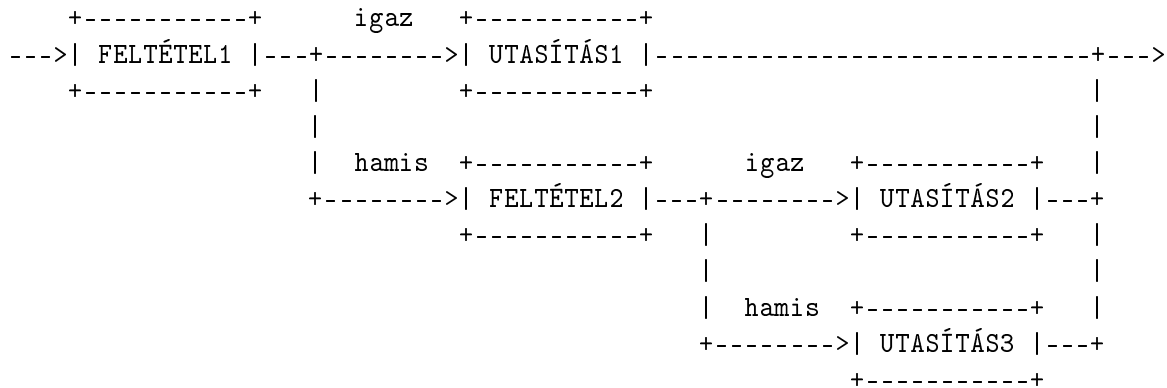 igaz
FELTÉTEL1 UTASÍTÁS1
hamis igaz
FELTÉTEL2 UTASÍTÁS2
hamis
UTASÍTÁS3